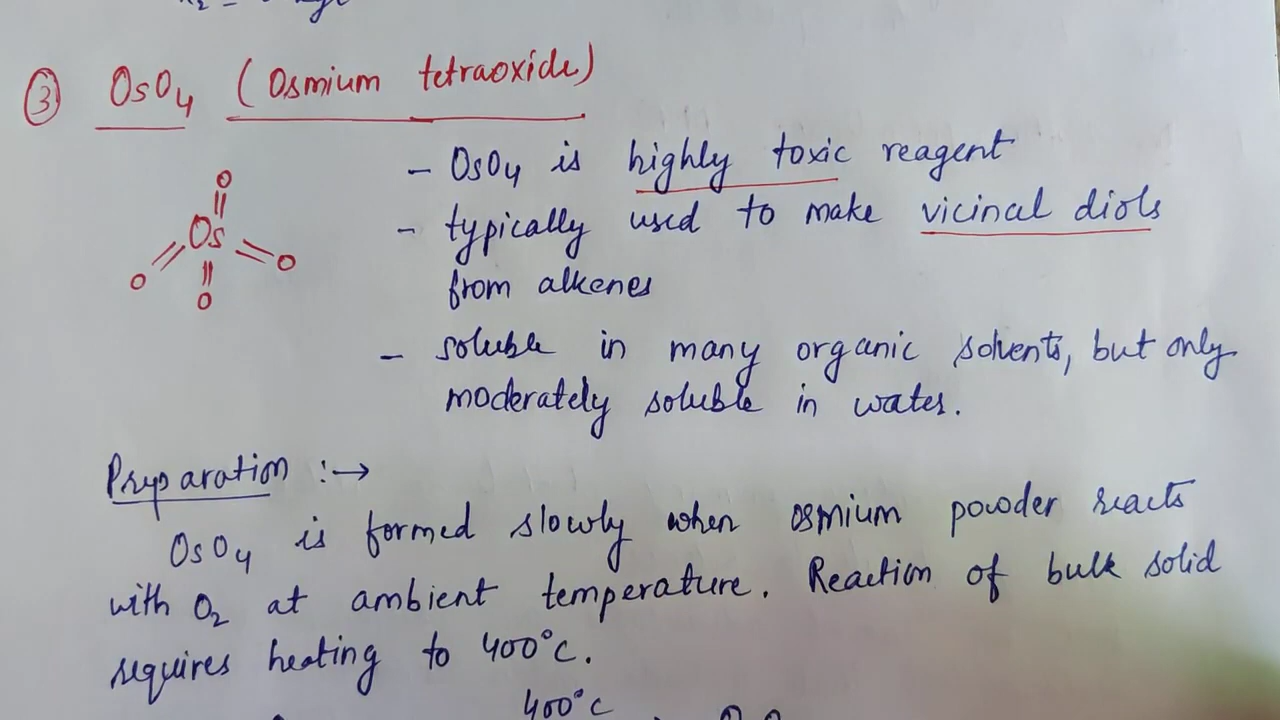 ③ OsO4 (Osmium tetraoxide)
O
Os
O O
O
- OsO4 is highly toxic reagent
- typically used to make vicinal diols
from alkenes
- soluble in many organic solvents, but only
moderately soluble in water.
Preparation :→
OsO4 is formed slowly when osmium powder reacts
with O2 at ambient temperature. Reaction of bulk solid
requires heating to 400°C.
400°C